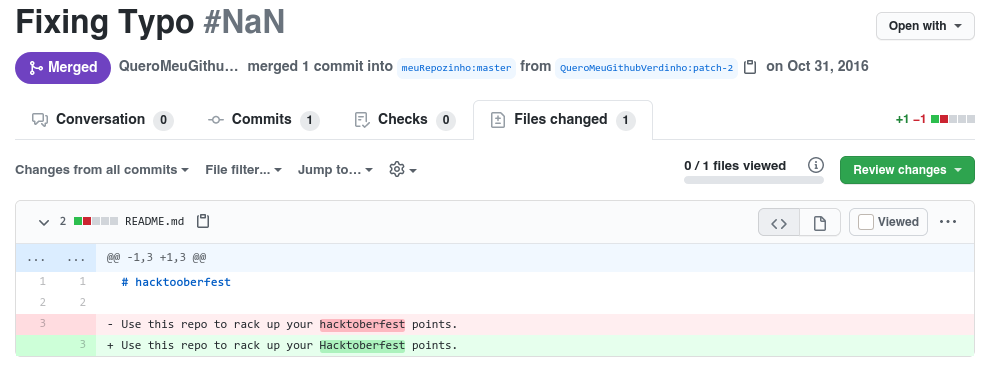 Fixing Typo #NaN
Open with
Merged QueroMeuGithu... merged 1 commit into meuRepozinho:master from QueroMeuGithubVerdinho:patch-2 on Oct 31, 2016
Conversation 0 Commits 1 Checks 0 Files changed 1 +1 −1
Changes from all commits File filter... Jump to... 0 / 1 files viewed Review changes
2 README.md Viewed ...
... ... @@ -1,3 +1,3 @@
1 1 # hacktooberfest
2 2
3 - Use this repo to rack up your hacktoberfest points.
3 + Use this repo to rack up your Hacktoberfest points.